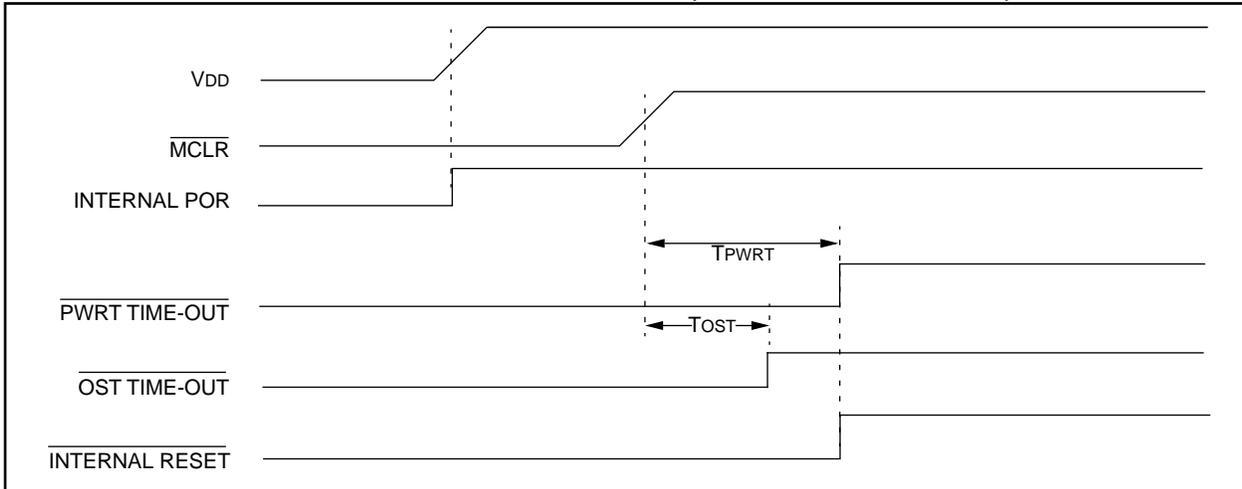 VDD
MCLR
INTERNAL POR
TPWRT
PWRT TIME-OUT
TOST
OST TIME-OUT
INTERNAL RESET